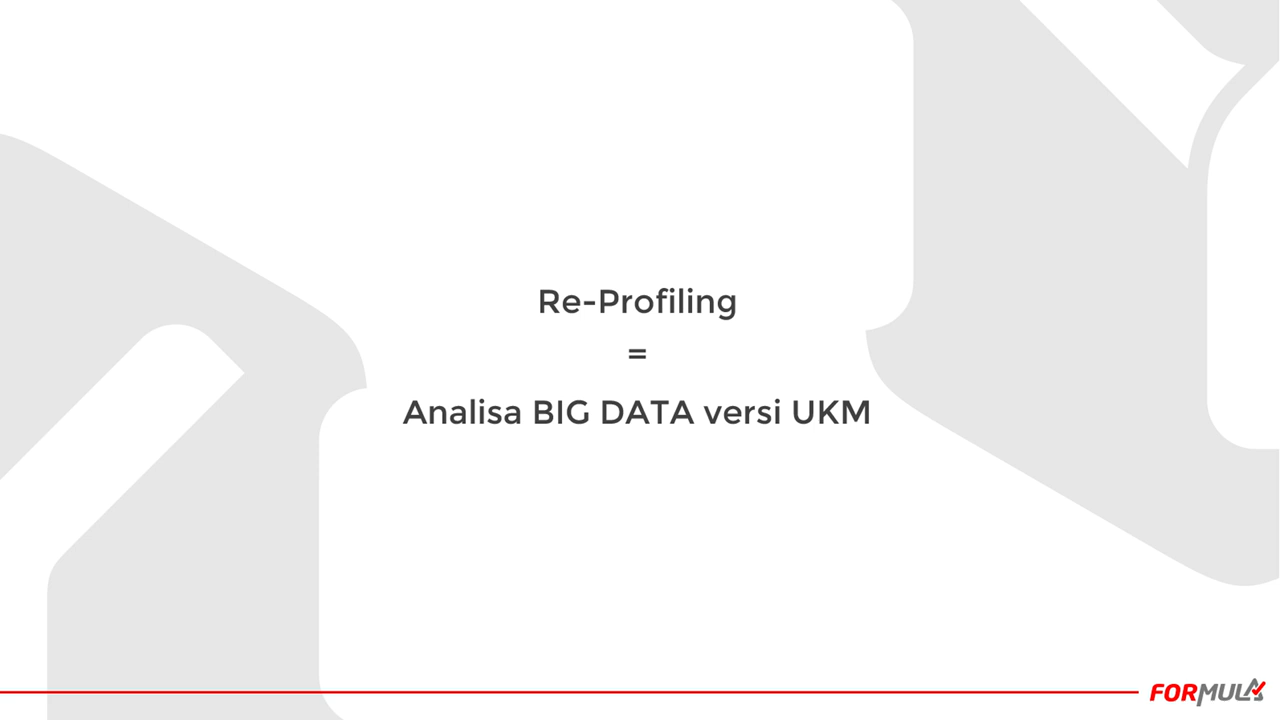 Re-Profiling
=
Analisa BIG DATA versi UKM
FORMULA